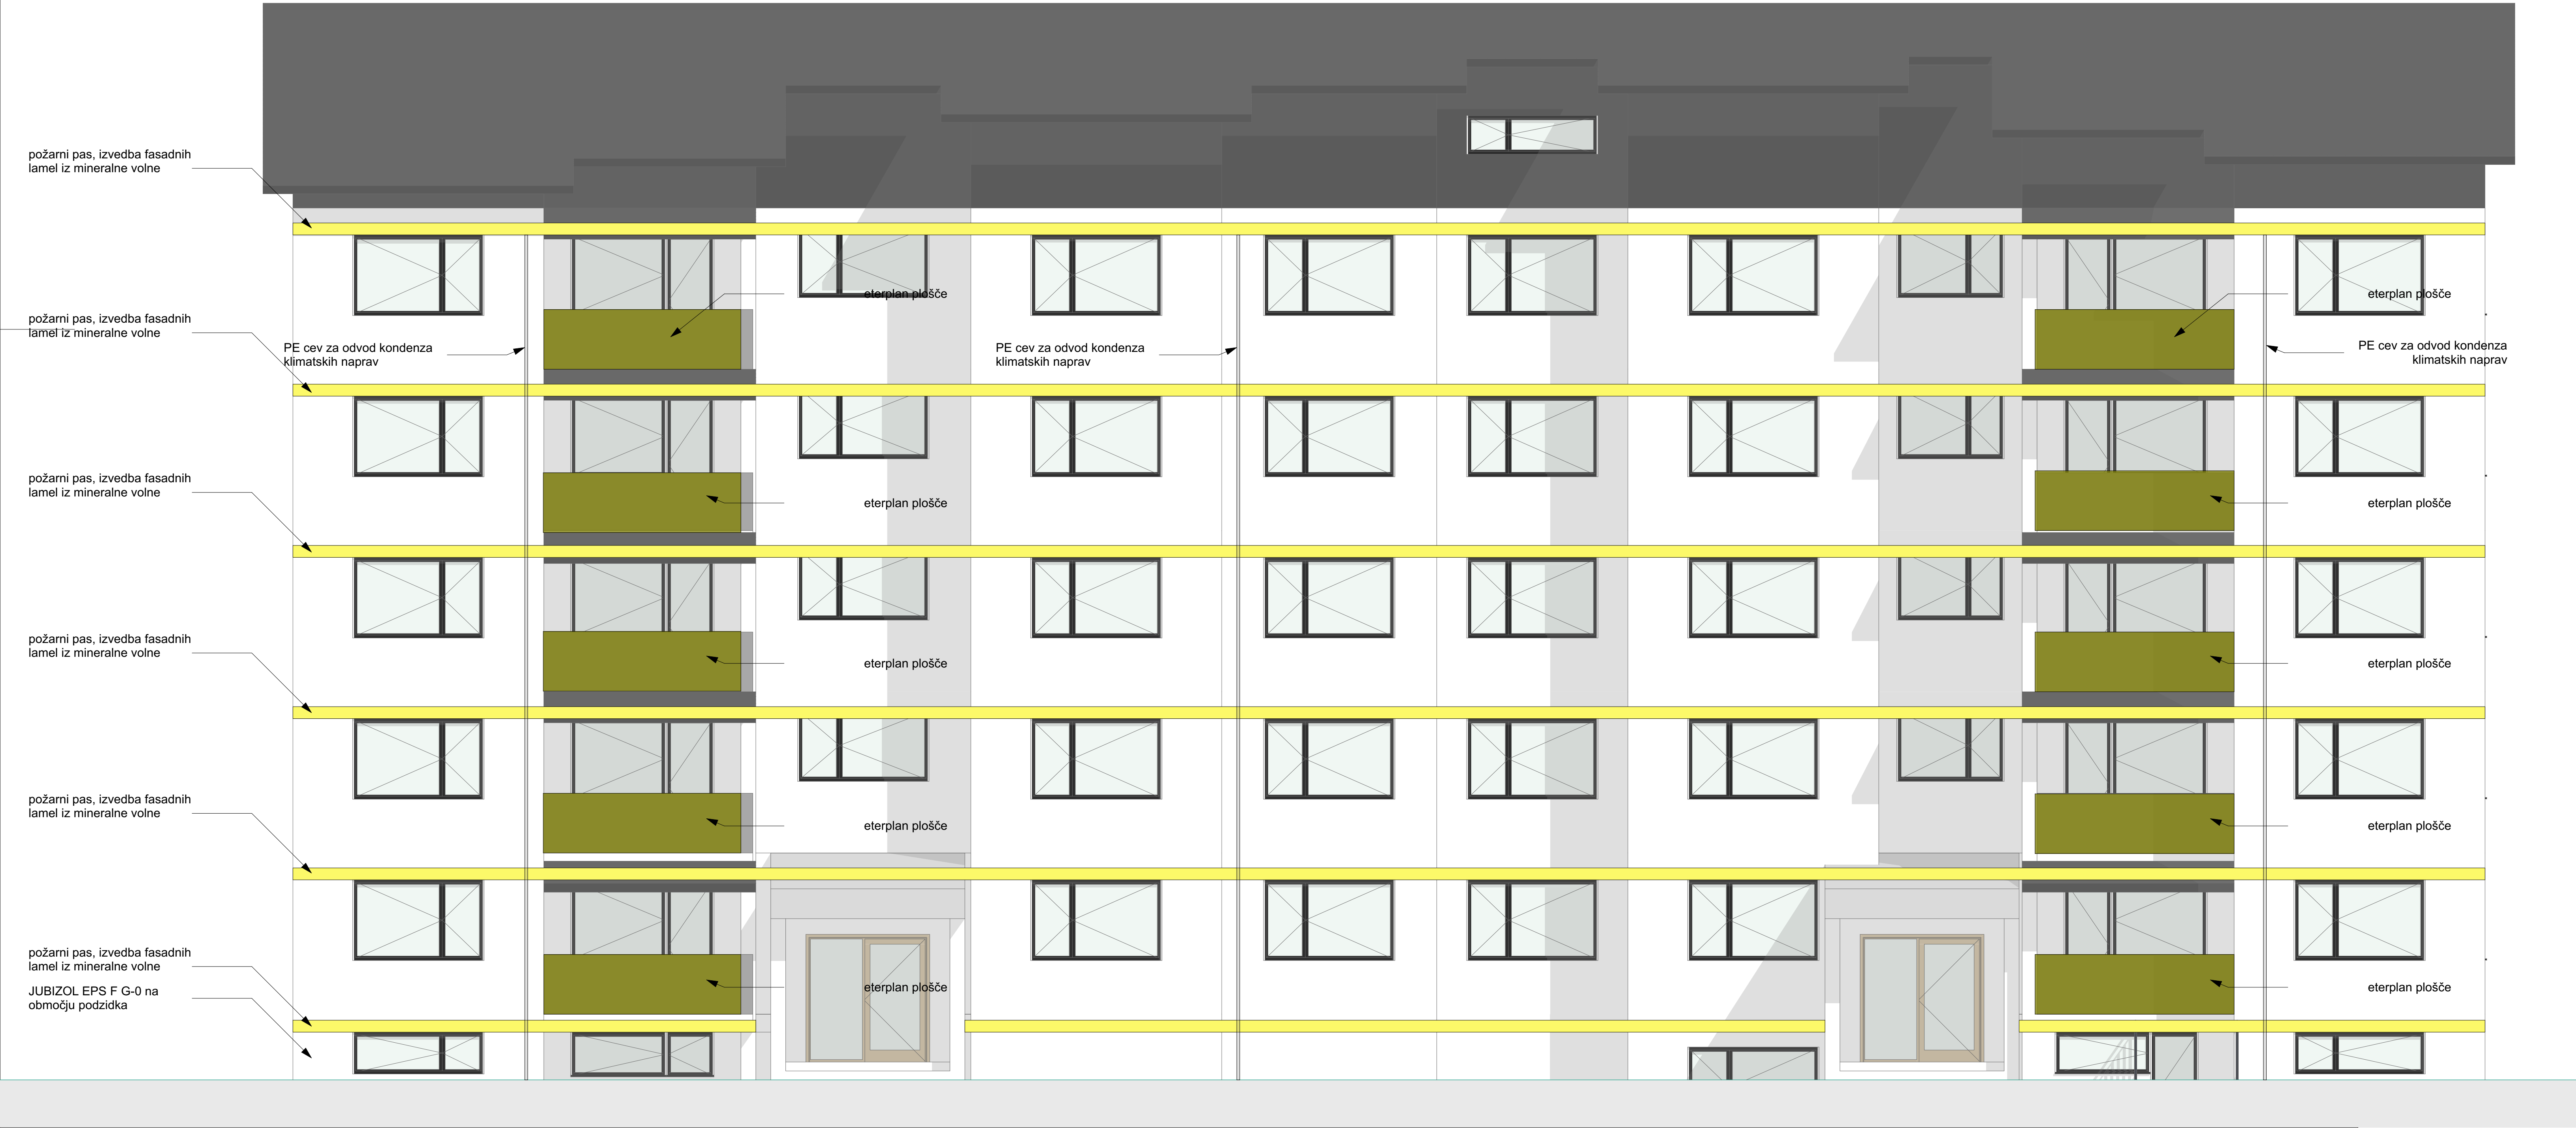 požarni pas, izvedba fasadnih
lamel iz mineralne volne
eterplan plošče
eterplan plošče
požarni pas, izvedba fasadnih
lamel iz mineralne volne
PE cev za odvod kondenza
klimatskih naprav
PE cev za odvod kondenza
klimatskih naprav
PE cev za odvod kondenza
klimatskih naprav
požarni pas, izvedba fasadnih
lamel iz mineralne volne
eterplan plošče
eterplan plošče
požarni pas, izvedba fasadnih
lamel iz mineralne volne
eterplan plošče
eterplan plošče
požarni pas, izvedba fasadnih
lamel iz mineralne volne
eterplan plošče
eterplan plošče
požarni pas, izvedba fasadnih
lamel iz mineralne volne
eterplan plošče
eterplan plošče
JUBIZOL EPS F G-0 na
območju podzidka